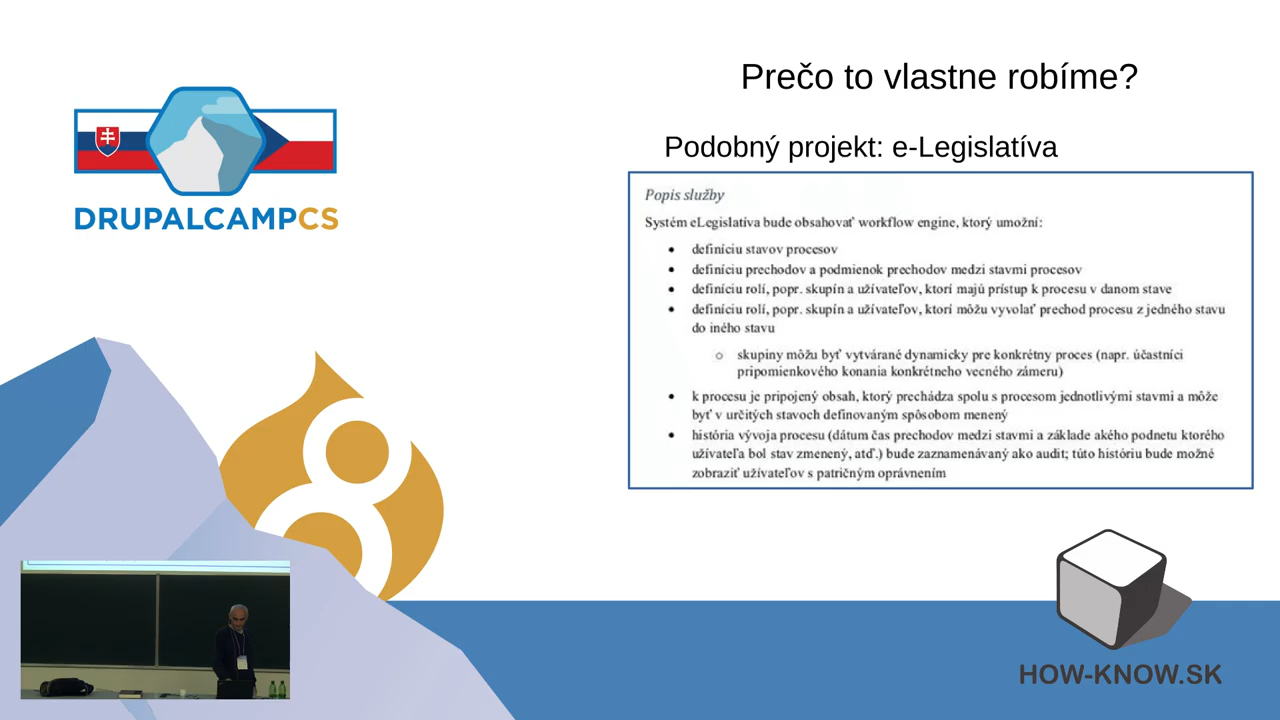 Prečo to vlastne robíme?
DRUPALCAMPCS
Podobný projekt: e-Legislatíva
Popis služby
Systém eLegislatíva bude obsahovať workflow engine, ktorý umožní:
• definíciu stavov procesov
• definíciu prechodov a podmienok prechodov medzi stavmi procesov
• definíciu rolí, popr. skupín a užívateľov, ktorí majú prístup k procesu v danom stave
• definíciu rolí, popr. skupín a užívateľov, ktorí môžu vyvolať prechod procesu z jedného stavu
do iného stavu
o skupiny môžu byť vytvárané dynamicky pre konkrétny proces (napr. účastníci
pripomienkového konania konkrétneho vecného zámeru)
• k procesu je pripojený obsah, ktorý prechádza spolu s procesom jednotlivými stavmi a môže
byť v určitých stavoch definovaným spôsobom menený
• história vývoja procesu (dátum čas prechodov medzi stavmi a základe akého podnetu ktorého
užívateľa bol stav zmenený, atď.) bude zaznamenávaný ako audit; túto históriu bude možné
zobraziť užívateľov s patričným oprávnením
8
HOW-KNOW.SK